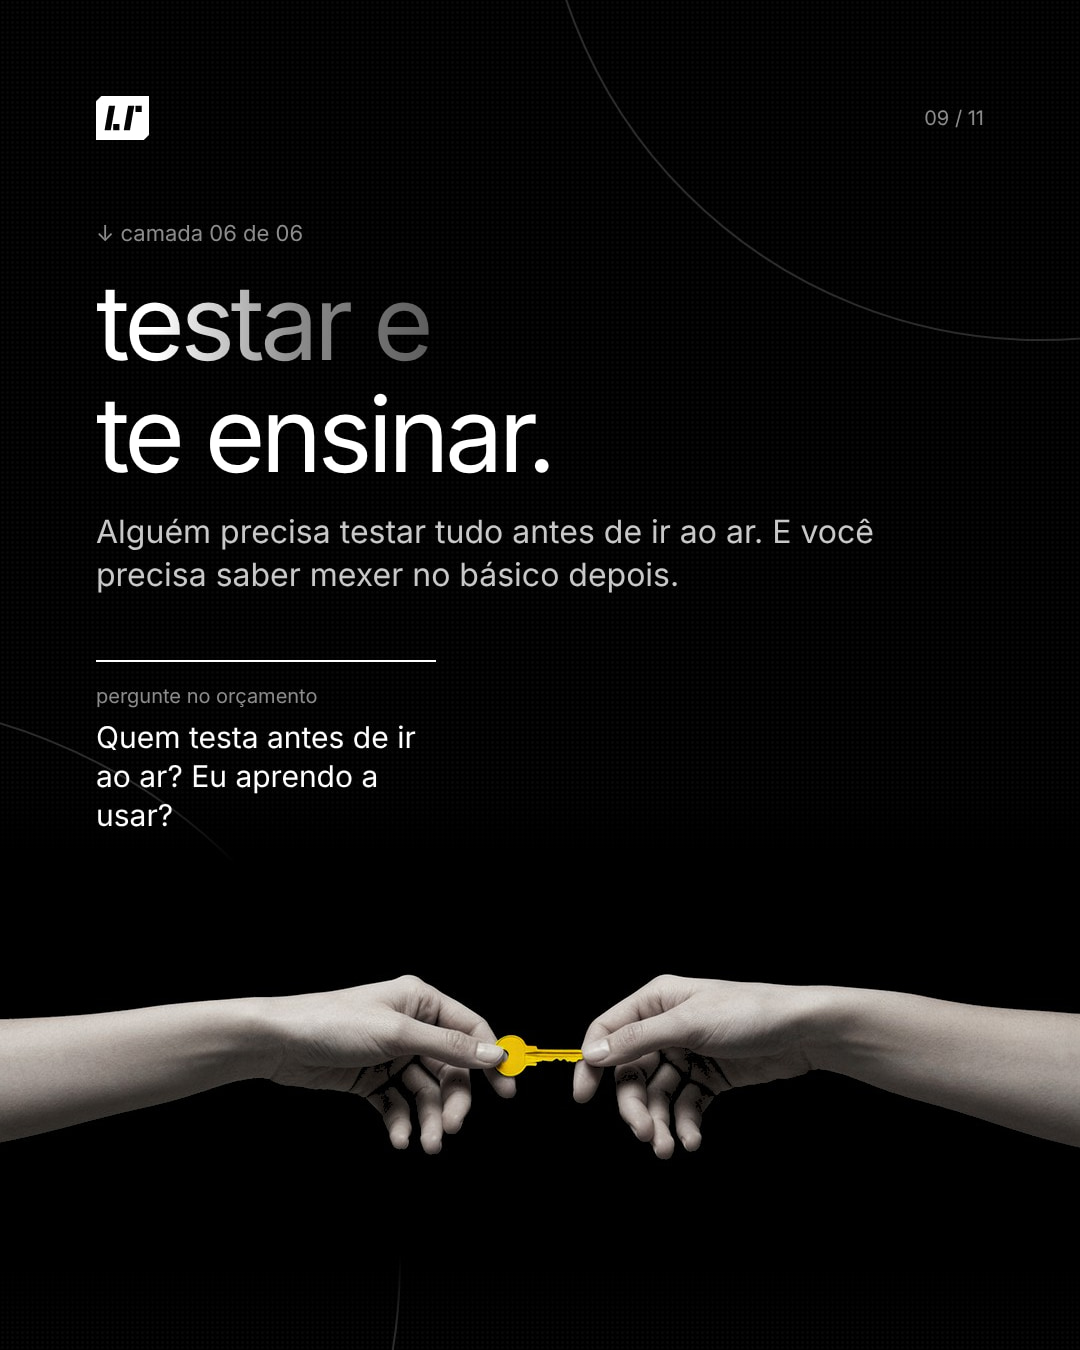 09 / 11
↓ camada 06 de 06
testar e
te ensinar.
Alguém precisa testar tudo antes de ir ao ar. E você
precisa saber mexer no básico depois.
pergunte no orçamento
Quem testa antes de ir
ao ar? Eu aprendo a
usar?